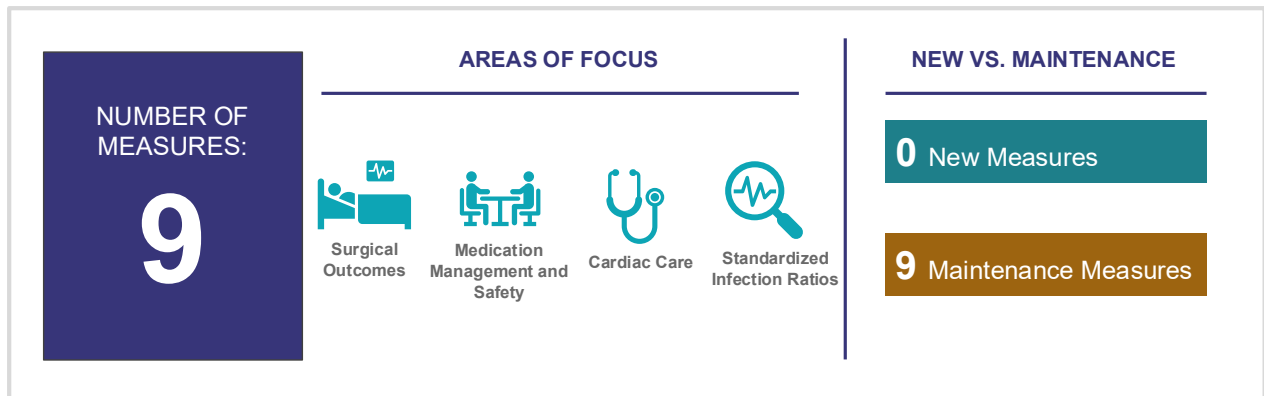 NUMBER OF
MEASURES:
9
AREAS OF FOCUS
Surgical
Outcomes
Medication
Management and
Safety
Cardiac Care
Standardized
Infection Ratios
NEW VS. MAINTENANCE
0 New Measures
9 Maintenance Measures